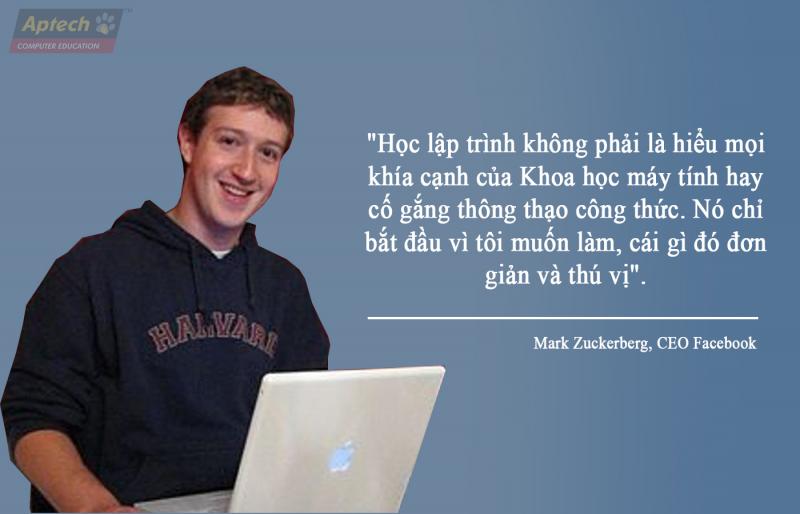 Aptech
COMPUTER EDUCATION
"Học lập trình không phải là hiểu mọi
khía cạnh của Khoa học máy tính hay
cố gắng thông thạo công thức. Nó chỉ
bắt đầu vì tôi muốn làm, cái gì đó đơn
giản và thú vị".
Mark Zuckerberg, CEO Facebook
HARVARD